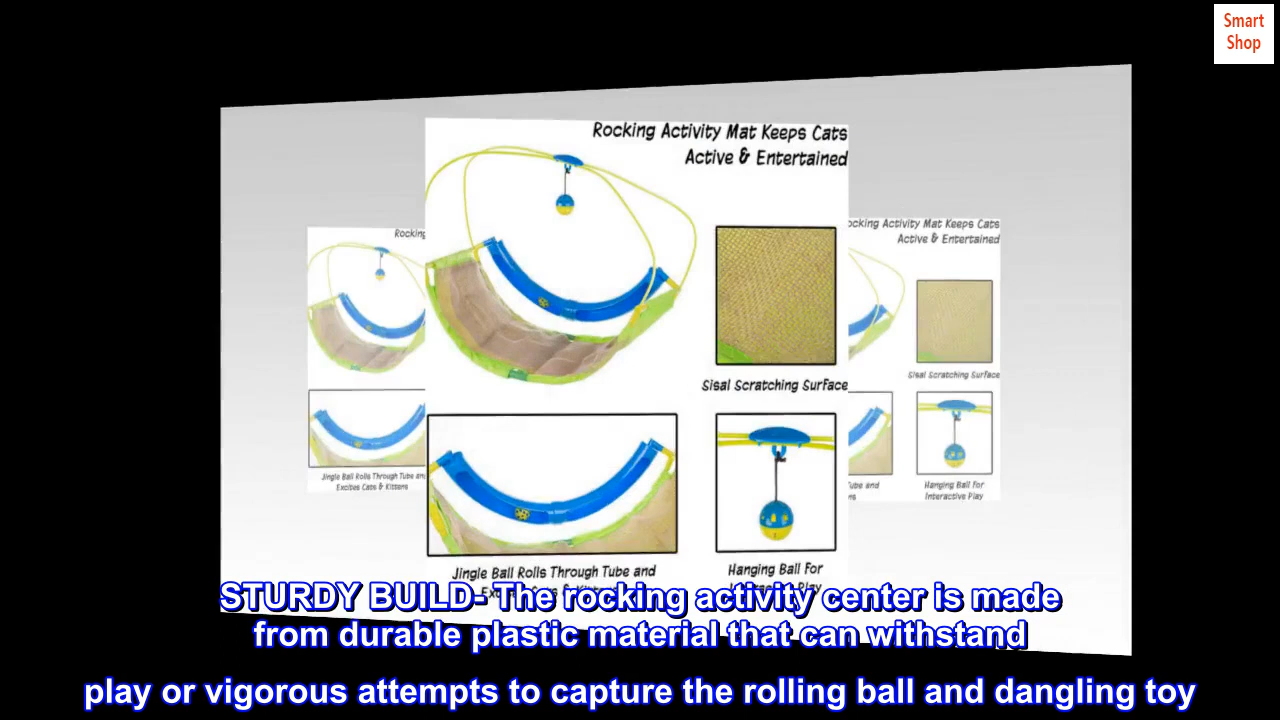 Smart
Shop
Rocking Activity Mat Keeps Cats
Active & Entertained
Rocking
ocking Activity Mat Keeps Cats
Active & Entertained
Sisal Scratching Surface
Sisal Scratching Surface
Jingle Ball Rolls Through Tube and
Excites Cats & Kittens
Tube and
Hanging Ball for
Interactive Play
Jingle Ball Rolls Through Tube and
Hanging Ball for
Play
STURDY BUILD- The rocking activity center is made
from durable plastic material that can withstand
play or vigorous attempts to capture the rolling ball and dangling toy